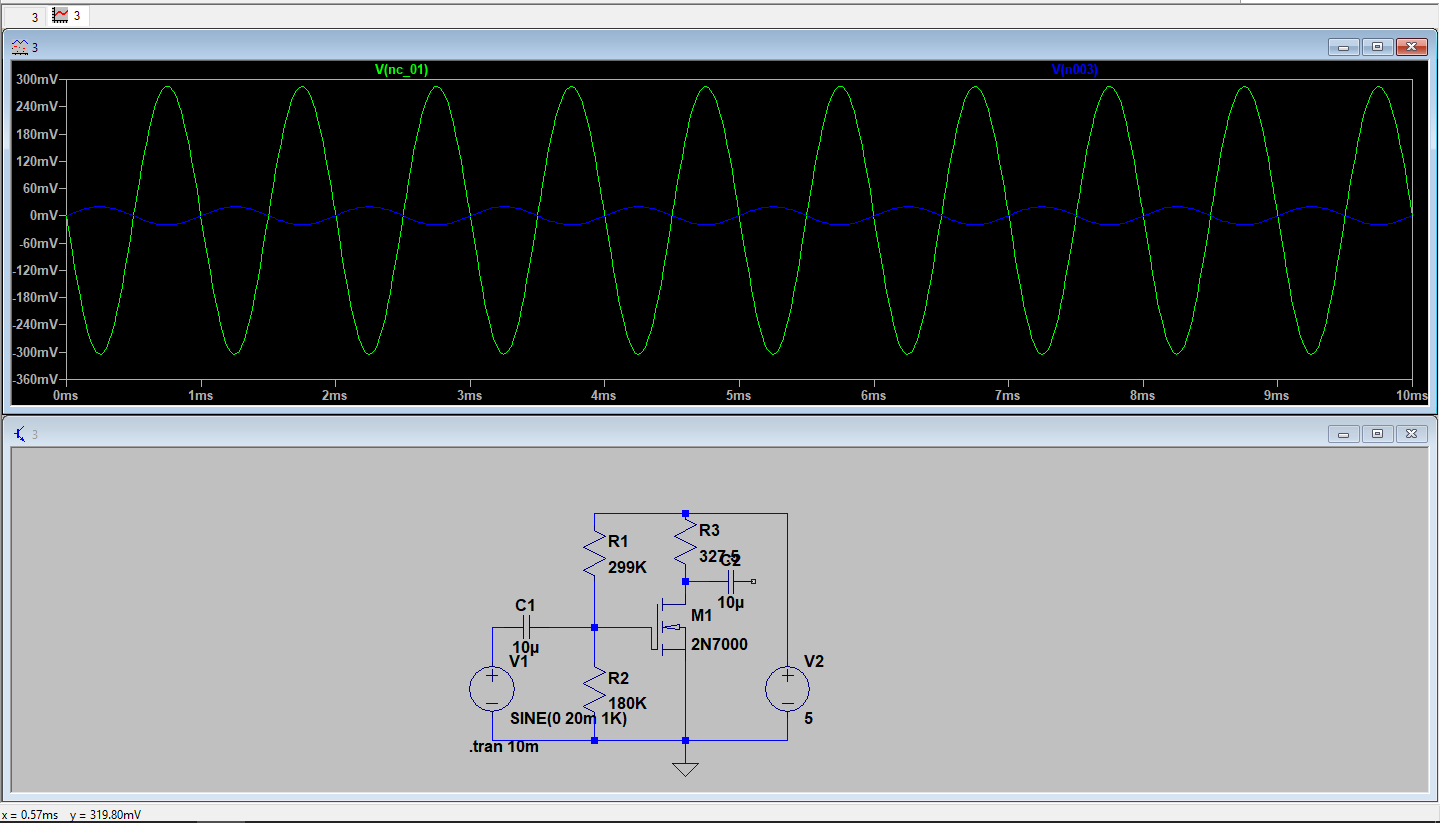 3 3
3
V(nc_01) V(n003)
300mV
240mV
180mV
120mV
60mV
0mV
-60mV
-120mV
-180mV
-240mV
-300mV
-360mV
0ms 1ms 2ms 3ms 4ms 5ms 6ms 7ms 8ms 9ms 10ms
3
R3
R1
327.5
C2
299K
10µ
C1
M1
10µ
2N7000
V1
V2
R2
180K
SINE(0 20m 1K)
5
.tran 10m
x = 0.57ms y = 319.80mV